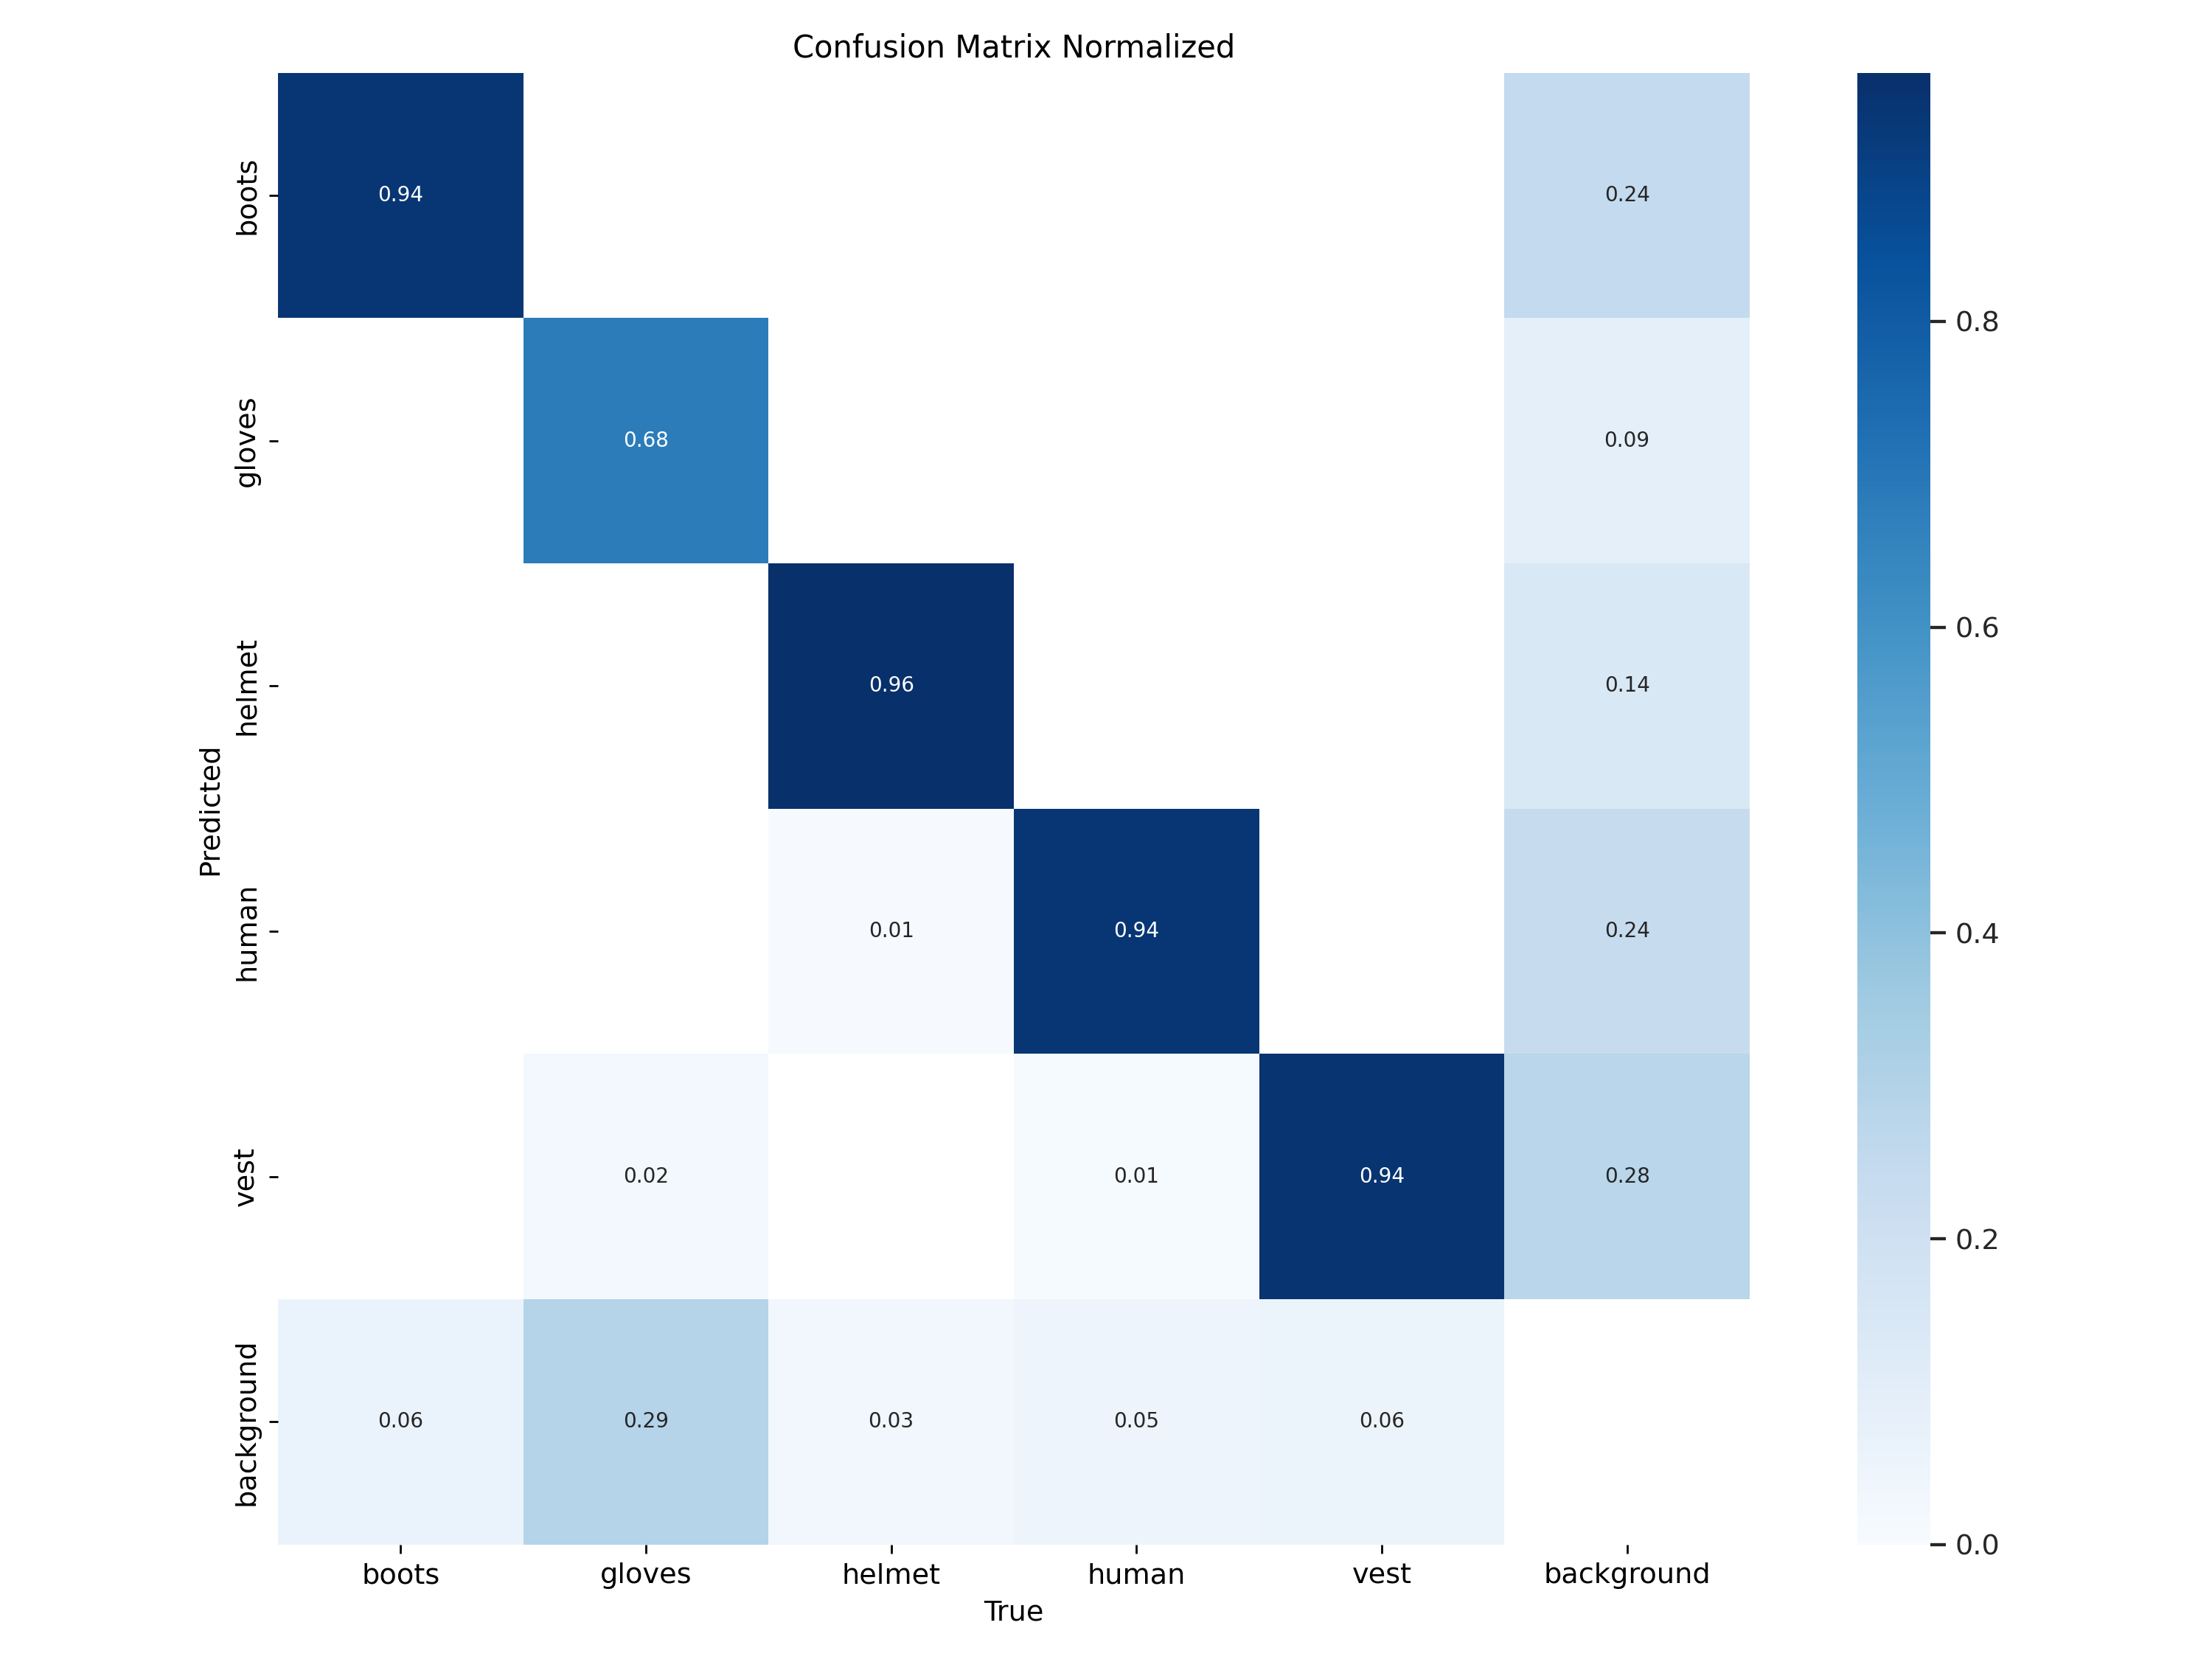 Confusion Matrix Normalized
boots
0.94
0.24
0.8
gloves
0.68
0.09
0.6
helmet
0.96
0.14
Predicted
human
0.01
0.94
0.24
0.4
vest
0.02
0.01
0.94
0.28
0.2
background
0.06
0.29
0.03
0.05
0.06
0.0
boots gloves helmet human vest background
True